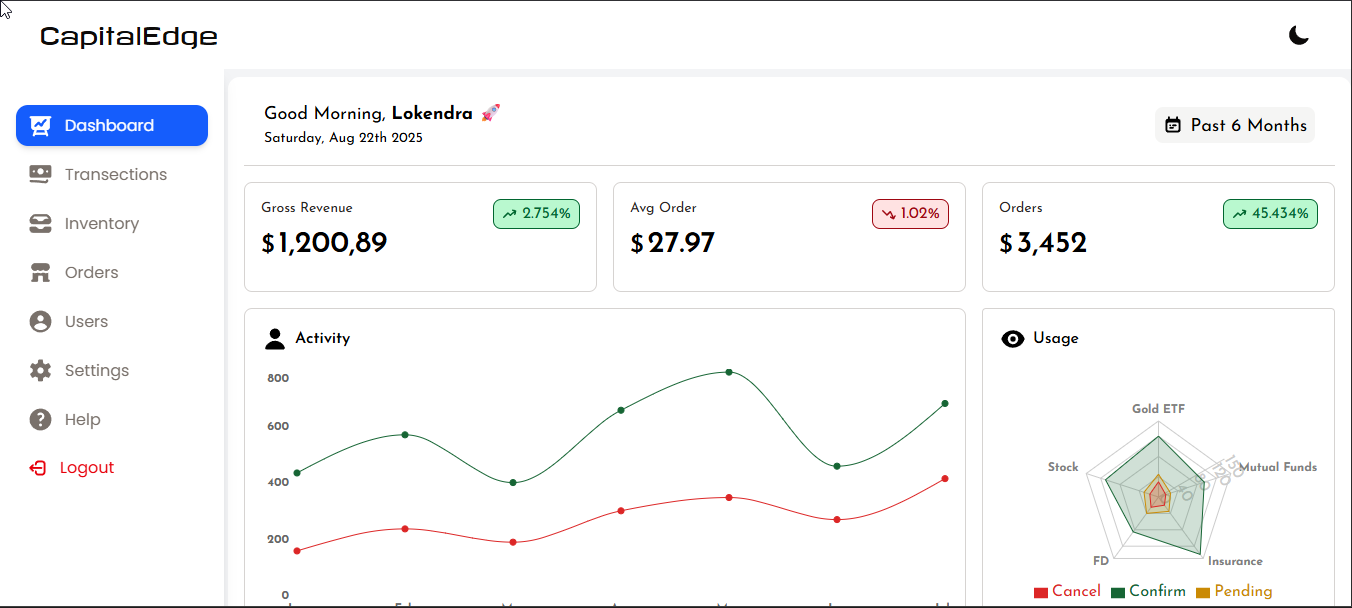 CapitalEdge
Dashboard
Transections
Inventory
Orders
Users
Settings
Help
Logout
Good Morning, Lokendra 🚀
Saturday, Aug 22th 2025
Past 6 Months
Gross Revenue
2.754%
$1,200,89
Avg Order
1.02%
$27.97
Orders
45.434%
$3,452
Activity
800
600
400
200
0
Usage
Gold ETF
Stock
Mutual Funds
150
FD
Insurance
Cancel Confirm Pending